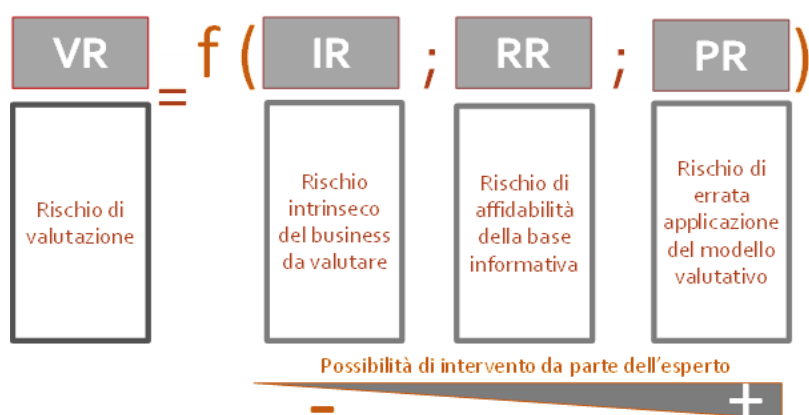 VR = f ( IR ; RR ; PR )
Rischio di
valutazione
Rischio
intrinseco
del business
da valutare
Rischio di
affidabilità
della base
informativa
Rischio di
errata
applicazione
del modello
valutativo
Possibilità di intervento da parte dell'esperto
- +